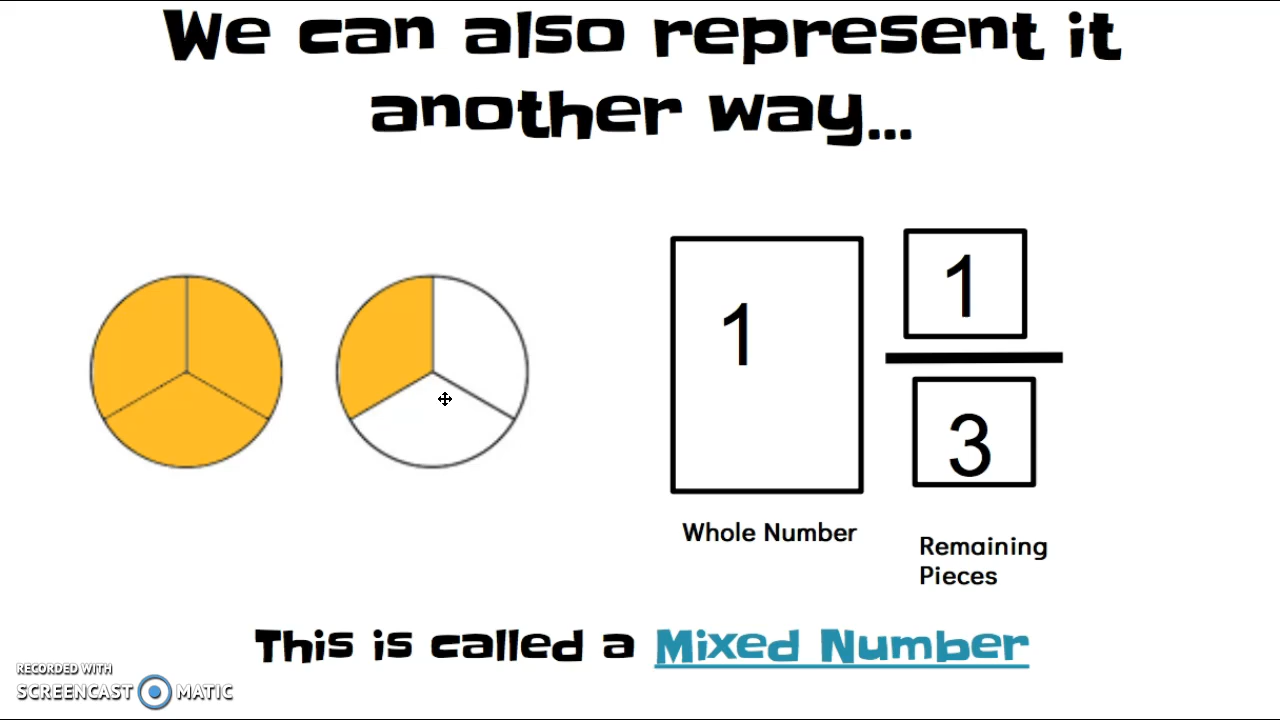 We can also represent it
another way...
1
1
3
Whole Number
Remaining
Pieces
This is called a Mixed Number
RECORDED WITH
SCREENCAST MATIC